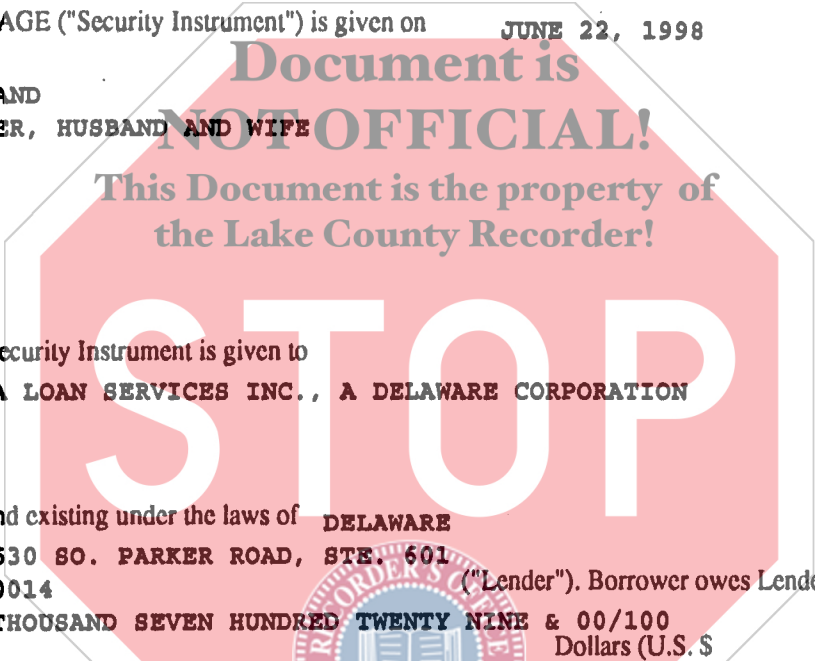 AGE ("Security Instrument") is given on JUNE 22, 1998
Document is
AND
NOT OFFICIAL!
ER, HUSBAND AND WIFE
This Document is the property of
the Lake County Recorder!
ecurity Instrument is given to
A LOAN SERVICES INC., A DELAWARE CORPORATION
STOP
nd existing under the laws of DELAWARE
530 SO. PARKER ROAD, STE. 601
0014 ("Lender"). Borrower owes Lende
THOUSAND SEVEN HUNDRED TWENTY NINE & 00/100
Dollars (U.S. $
RECORDER'S OFFICE